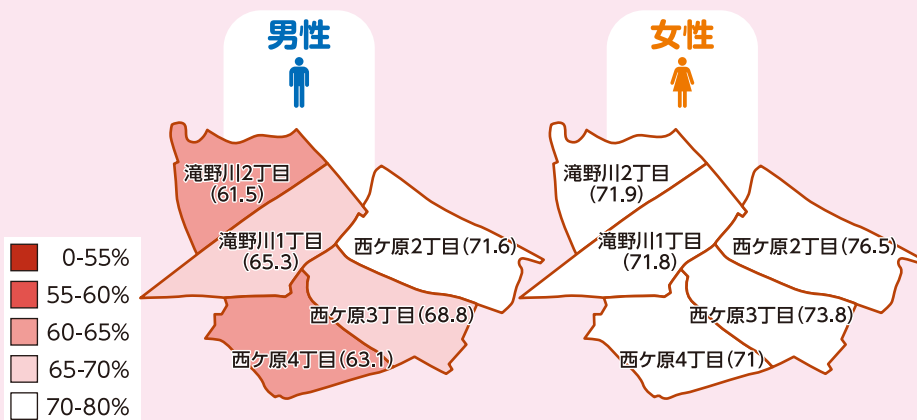 男性
滝野川2丁目
(61.5)
滝野川1丁目
(65.3)
西ケ原2丁目(71.6)
西ケ原3丁目(68.8)
西ケ原4丁目(63.1)
女性
滝野川2丁目
(71.9)
滝野川1丁目
(71.8)
西ケ原2丁目(76.5)
西ケ原3丁目(73.8)
西ケ原4丁目(71)
0-55%
55-60%
60-65%
65-70%
70-80%